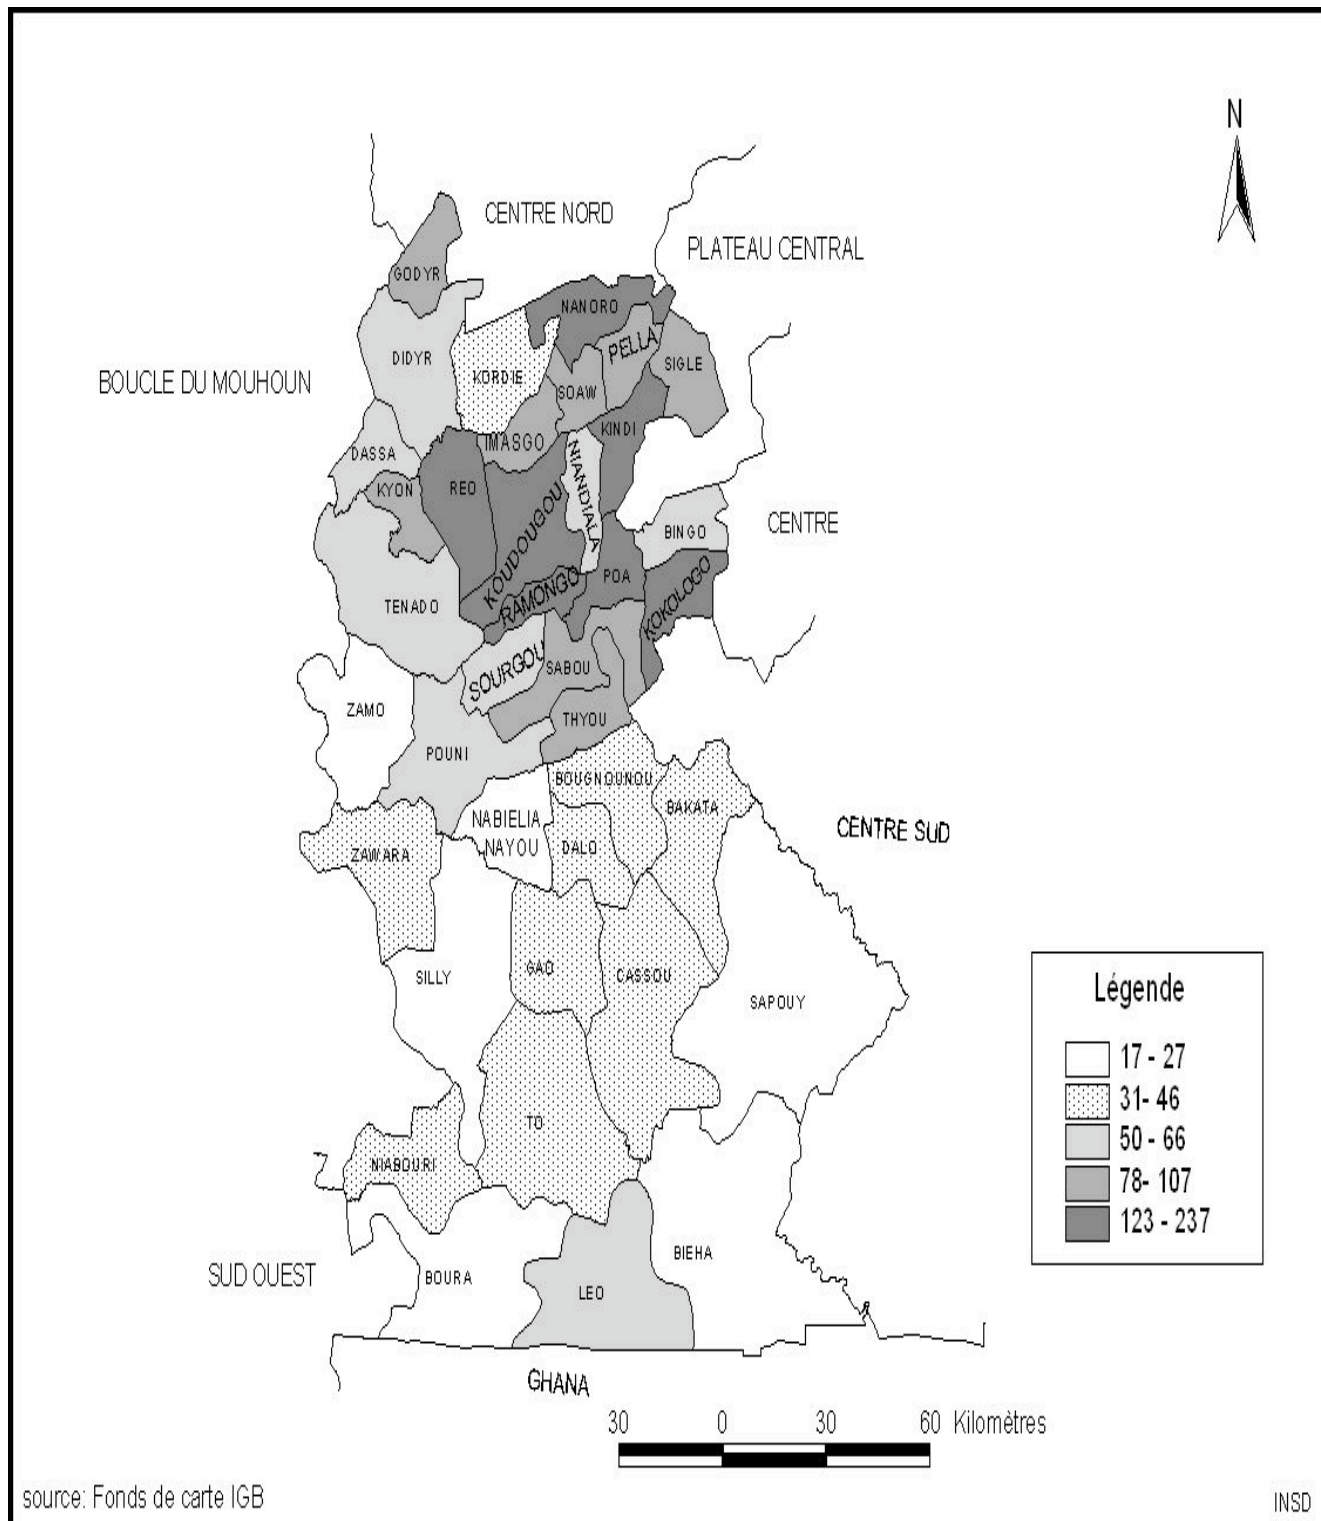 N
CENTRE NORD
PLATEAU CENTRAL
GODYR
NANORO
PELLA
SIGLE
DIDYR
KORDIE
SOAW
BOUCLE DU MOUHOUN
KINDI
IMASGO
DASSA
NIANDIALA
KYON
REO
KOUDOUGOU
CENTRE
BINGO
POA
RAMONGO
KOKOLOGO
TENADO
SOURGOU
SABOU
ZAMO
THYOU
POUNI
BOUGNOUNOU
BAKATA
NABIELIA
NAYOU
DALO
CENTRE SUD
ZAWARA
SILLY
GAO
CASSOU
SAPOUY
Légende
17 - 27
31- 46
50 - 66
78- 107
123 - 237
TO
NIABOURI
BIEHA
SUD OUEST
BOURA
LEO
GHANA
30 0 30 60 Kilomètres
source: Fonds de carte IGB
INSD